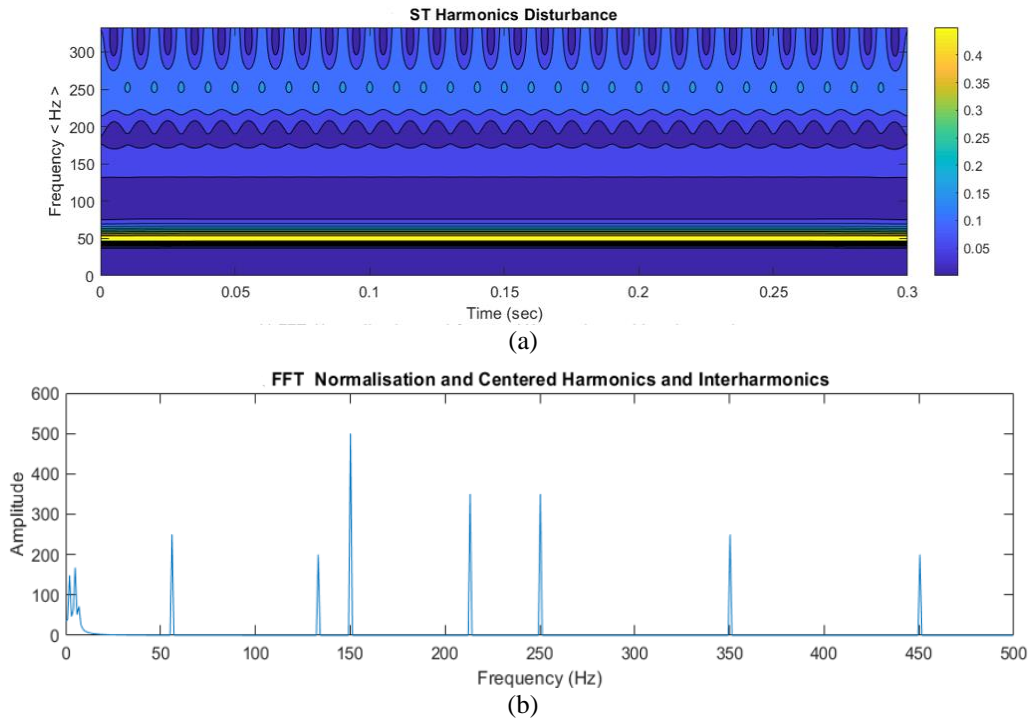 ST Harmonics Disturbance
Frequency < Hz >
300
250
200
150
100
50
0
0 0.05 0.1 0.15 0.2 0.25 0.3
Time (sec)
0.4
0.35
0.3
0.25
0.2
0.15
0.1
0.05
(a)
FFT Normalisation and Centered Harmonics and Interharmonics
Amplitude
600
500
400
300
200
100
0
0 50 100 150 200 250 300 350 400 450 500
Frequency (Hz)
(b)